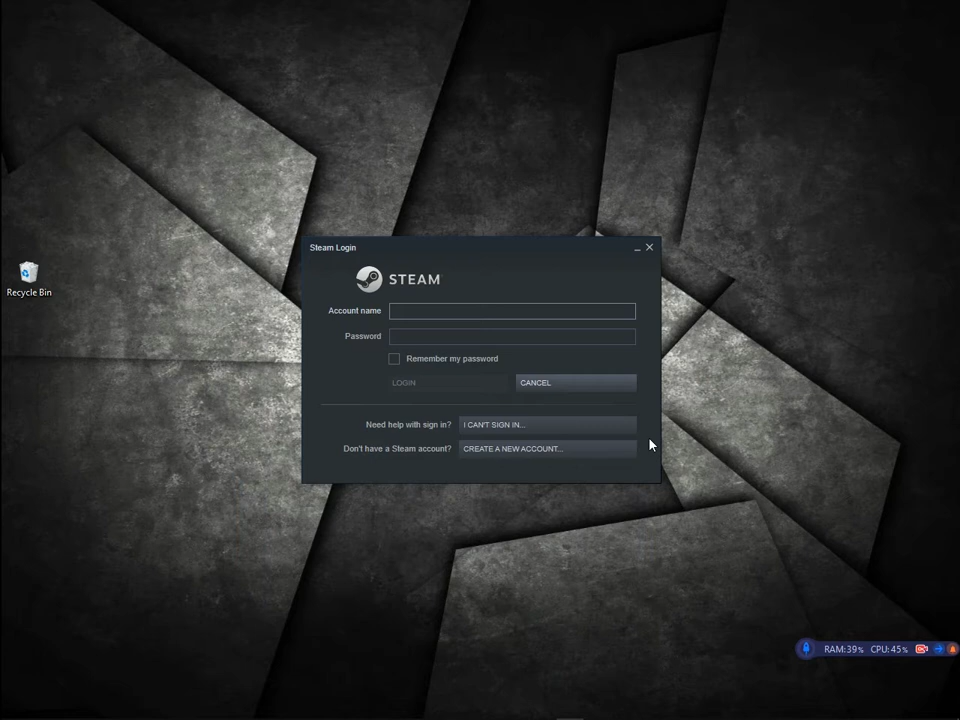 Steam Login
STEAM
Account name
Password
Remember my password
LOGIN
CANCEL
Need help with sign in?
I CAN'T SIGN IN...
Don't have a Steam account?
CREATE A NEW ACCOUNT...
Recycle Bin
RAM:39% CPU:45%